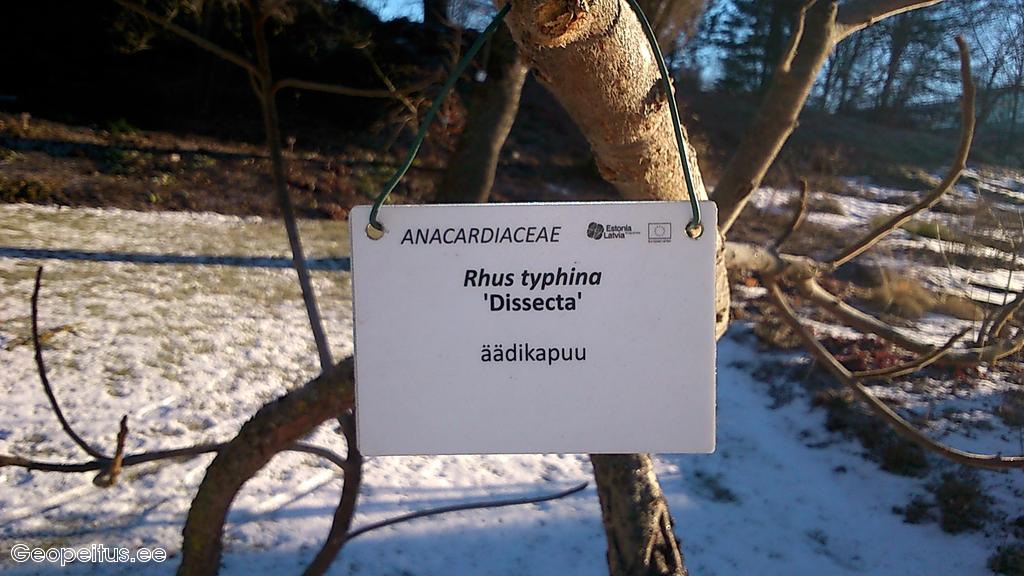 ANACARDIACEAE
Estonia
Latvia
Rhus typhina
'Dissecta'
äädikapuu
Geopeitus.ee